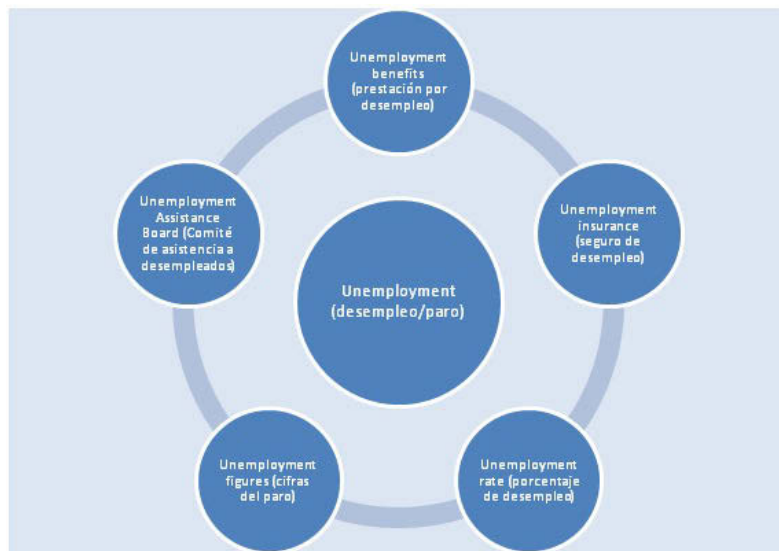 Unemployment
benefits
(prestación por
desempleo)
Unemployment
insurance
(seguro de
desempleo)
Unemployment
rate (porcentaje
de desempleo)
Unemployment
figures (cifras
del paro)
Unemployment
Assistance
Board (Comité
de asistencia a
desempleados)
Unemployment
(desempleo/paro)